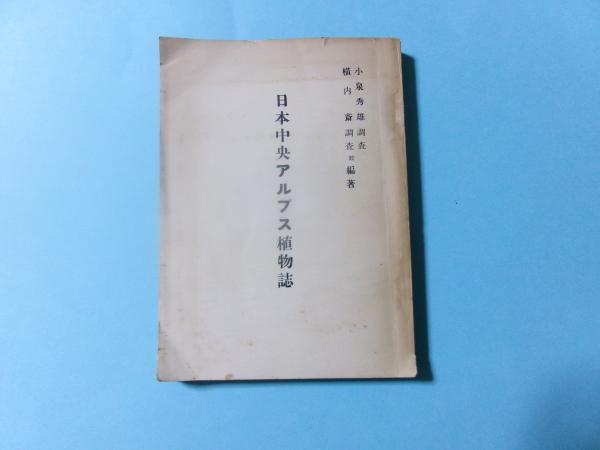 小泉秀雄調査
横内斎調査並編著
日本中央アルプス植物誌